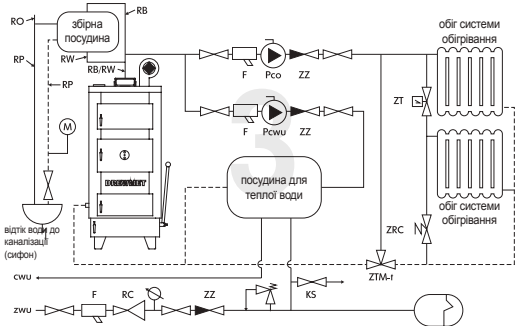 RO
RB
збірна
посудина
RW
RP
RB/RW
RP
M
F
Pco
ZZ
обіг системи
обігрівання
ZT
F
Pcwu
ZZ
3
посудина для
теплої води
обіг системи
обігрівання
відтік води до
каналізації
(сифон)
ZRC
ZTM-t
cwu
KS
zwu
F
RC
ZZ